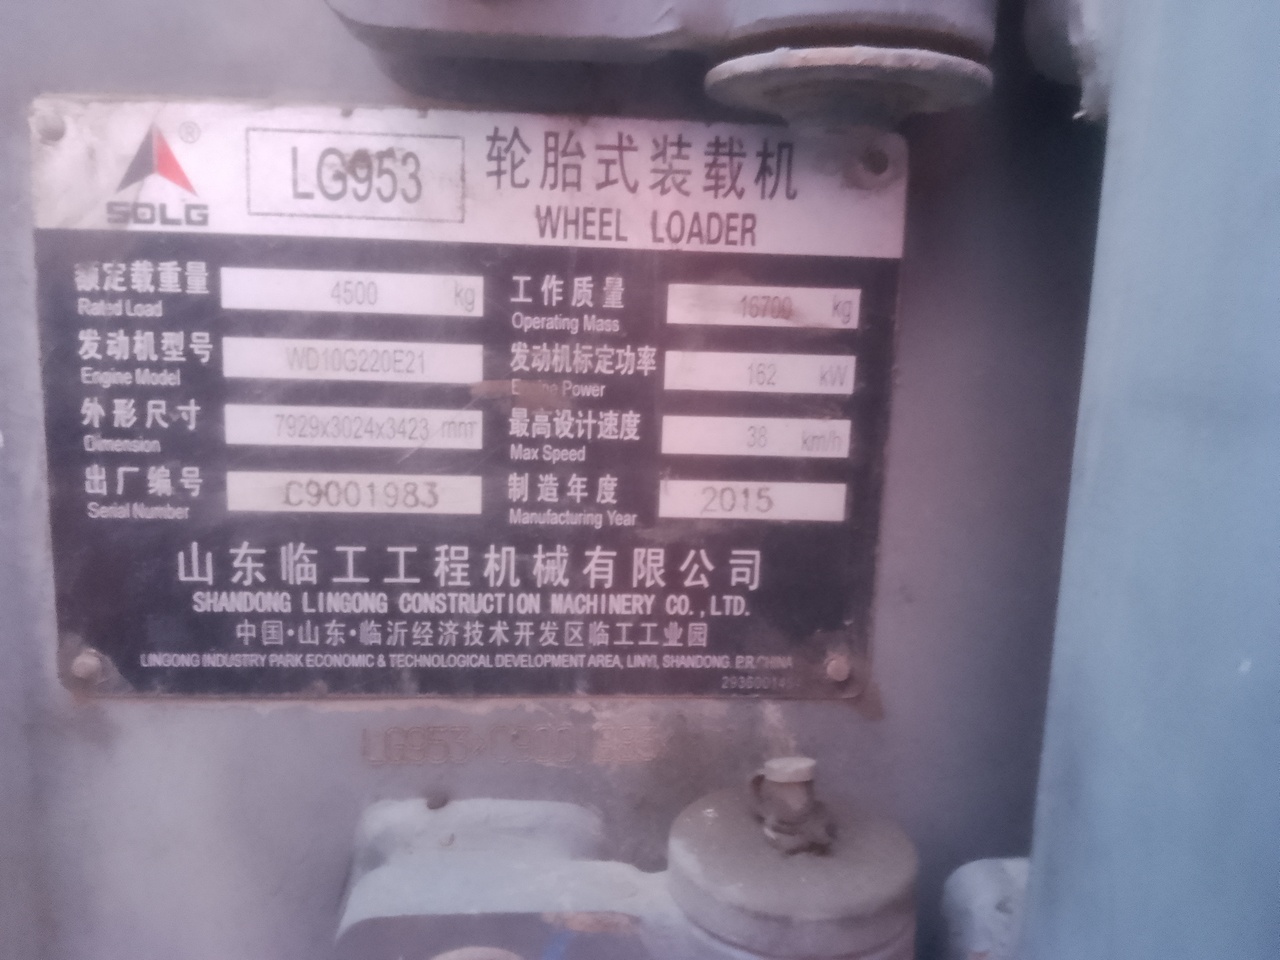 SDLG ®
LG953
轮胎式装载机
WHEEL LOADER
额定载重量 4500 kg
Rated Load
工作质量 16700 kg
Operating Mass
发动机型号 WD10G220E21
Engine Model
发动机标定功率 162 kW
Engine Power
外形尺寸 7929x3024x3423 mm
Dimension
最高设计速度 38 km/h
Max Speed
出厂编号 C9001983
Serial Number
制造年度 2015
Manufacturing Year
山东临工工程机械有限公司
SHANDONG LINGONG CONSTRUCTION MACHINERY CO.,LTD.
中国·山东·临沂经济技术开发区临工工业园
LINGONG INDUSTRY PARK ECONOMIC & TECHNOLOGICAL DEVELOPMENT AREA, LINYI, SHANDONG. P.R.CHINA